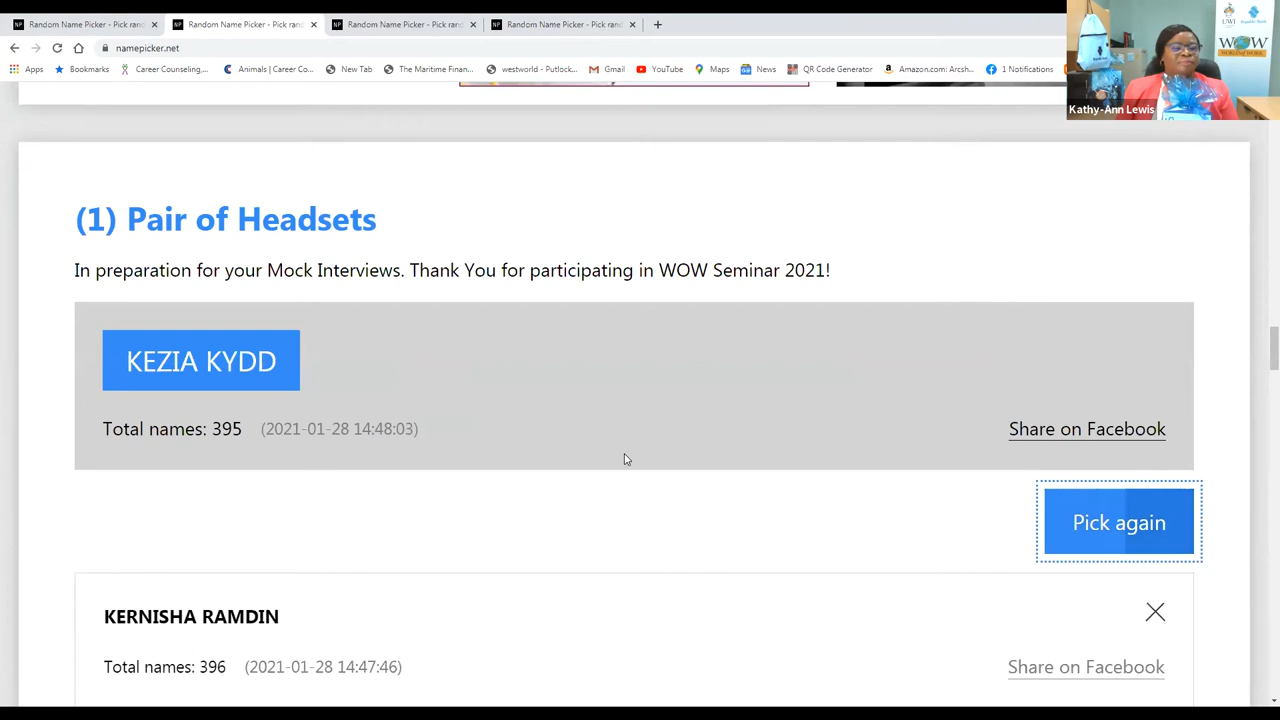 Random Name Picker - Pick ran
Random Name Picker - Pick rand
Random Name Picker - Pick rand
Random Name Picker - Pick rand
namepicker.net
Apps
Bookmarks
Career Counseling,...
Animals | Career Co...
New Tab
The Maritime Finan...
westworld - Putlock...
Gmail
YouTube
Maps
News
QR Code Generator
Amazon.com: Arcsh...
1 Notifications
UWI
WOW
Kathy-Ann Lewis
(1) Pair of Headsets
In preparation for your Mock Interviews. Thank You for participating in WOW Seminar 2021!
KEZIA KYDD
Total names: 395 (2021-01-28 14:48:03)
Share on Facebook
Pick again
KERNISHA RAMDIN
Total names: 396 (2021-01-28 14:47:46)
Share on Facebook